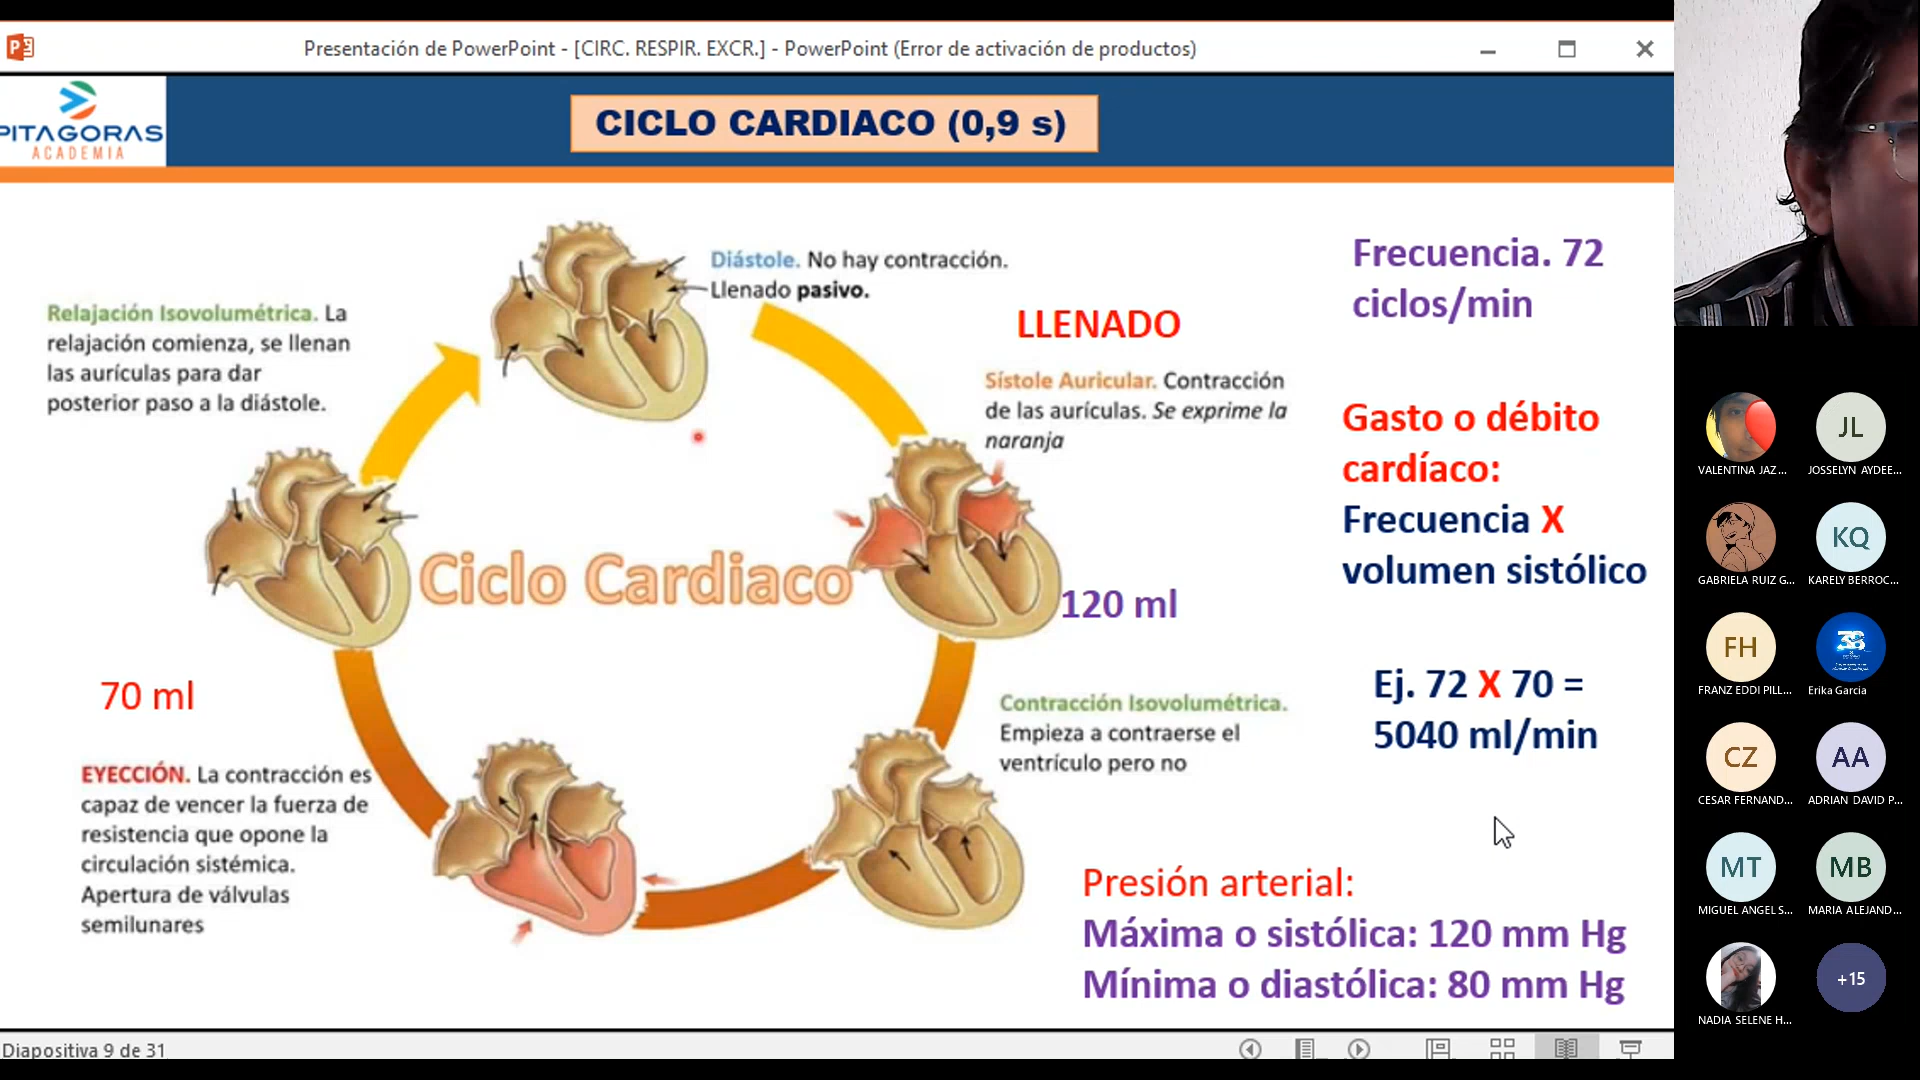 Presentación de PowerPoint - [CIRC. RESPIR. EXCR.] - PowerPoint (Error de activación de productos)
PITAGORAS
ACADEMIA
CICLO CARDIACO (0,9 s)
Diástole. No hay contracción.
Llenado pasivo.
Relajación Isovolumétrica. La
relajación comienza, se llenan
las aurículas para dar
posterior paso a la diástole.
LLENADO
Sístole Auricular. Contracción
de las aurículas. Se exprime la
naranja
Frecuencia. 72
ciclos/min
Gasto o débito
cardíaco:
Frecuencia X
volumen sistólico
Ciclo Cardiaco
120 ml
70 ml
Ej. 72 X 70 =
5040 ml/min
Contracción Isovolumétrica.
Empieza a contraerse el
ventrículo pero no
EYECCIÓN. La contracción es
capaz de vencer la fuerza de
resistencia que opone la
circulación sistémica.
Apertura de válvulas
semilunares
Presión arterial:
Máxima o sistólica: 120 mm Hg
Mínima o diastólica: 80 mm Hg
Diapositiva 9 de 31
VALENTINA JAZ...
JL
JOSSELYN AYDEE...
GABRIELA RUIZ G...
KQ
KARELY BERROC...
FH
FRANZ EDDI PILL...
38
Erika Garcia
CZ
CESAR FERNAND...
AA
ADRIAN DAVID P...
MT
MIGUEL ANGEL S...
MB
MARIA ALEJAND...
NADIA SELENE H...
+15